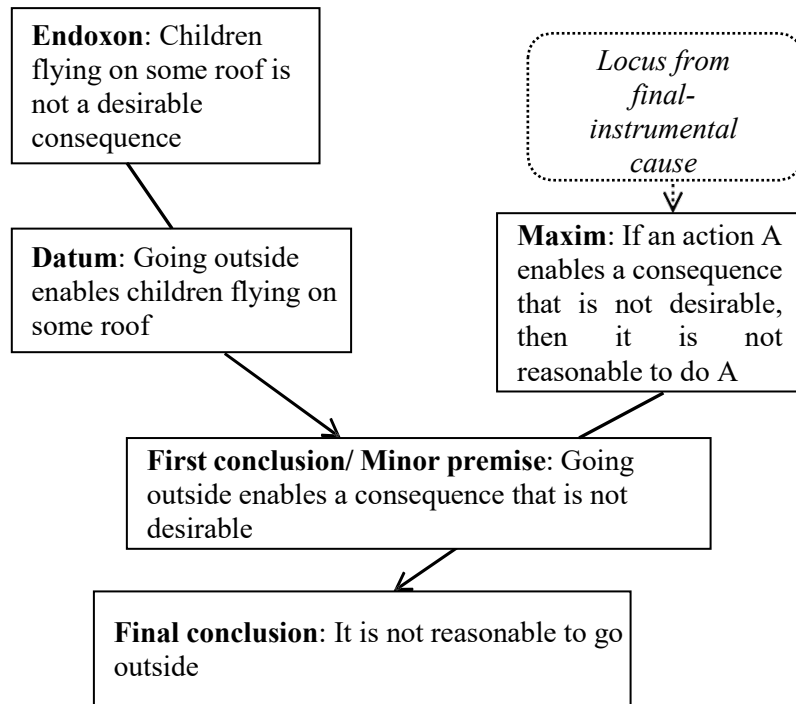 Endoxon: Children
flying on some roof is
not a desirable
consequence
Locus from
final-
instrumental
cause
Datum: Going outside
enables children flying on
some roof
Maxim: If an action A
enables a consequence
that is not desirable,
then it is not
reasonable to do A
First conclusion/ Minor premise: Going
outside enables a consequence that is not
desirable
Final conclusion: It is not reasonable to go
outside